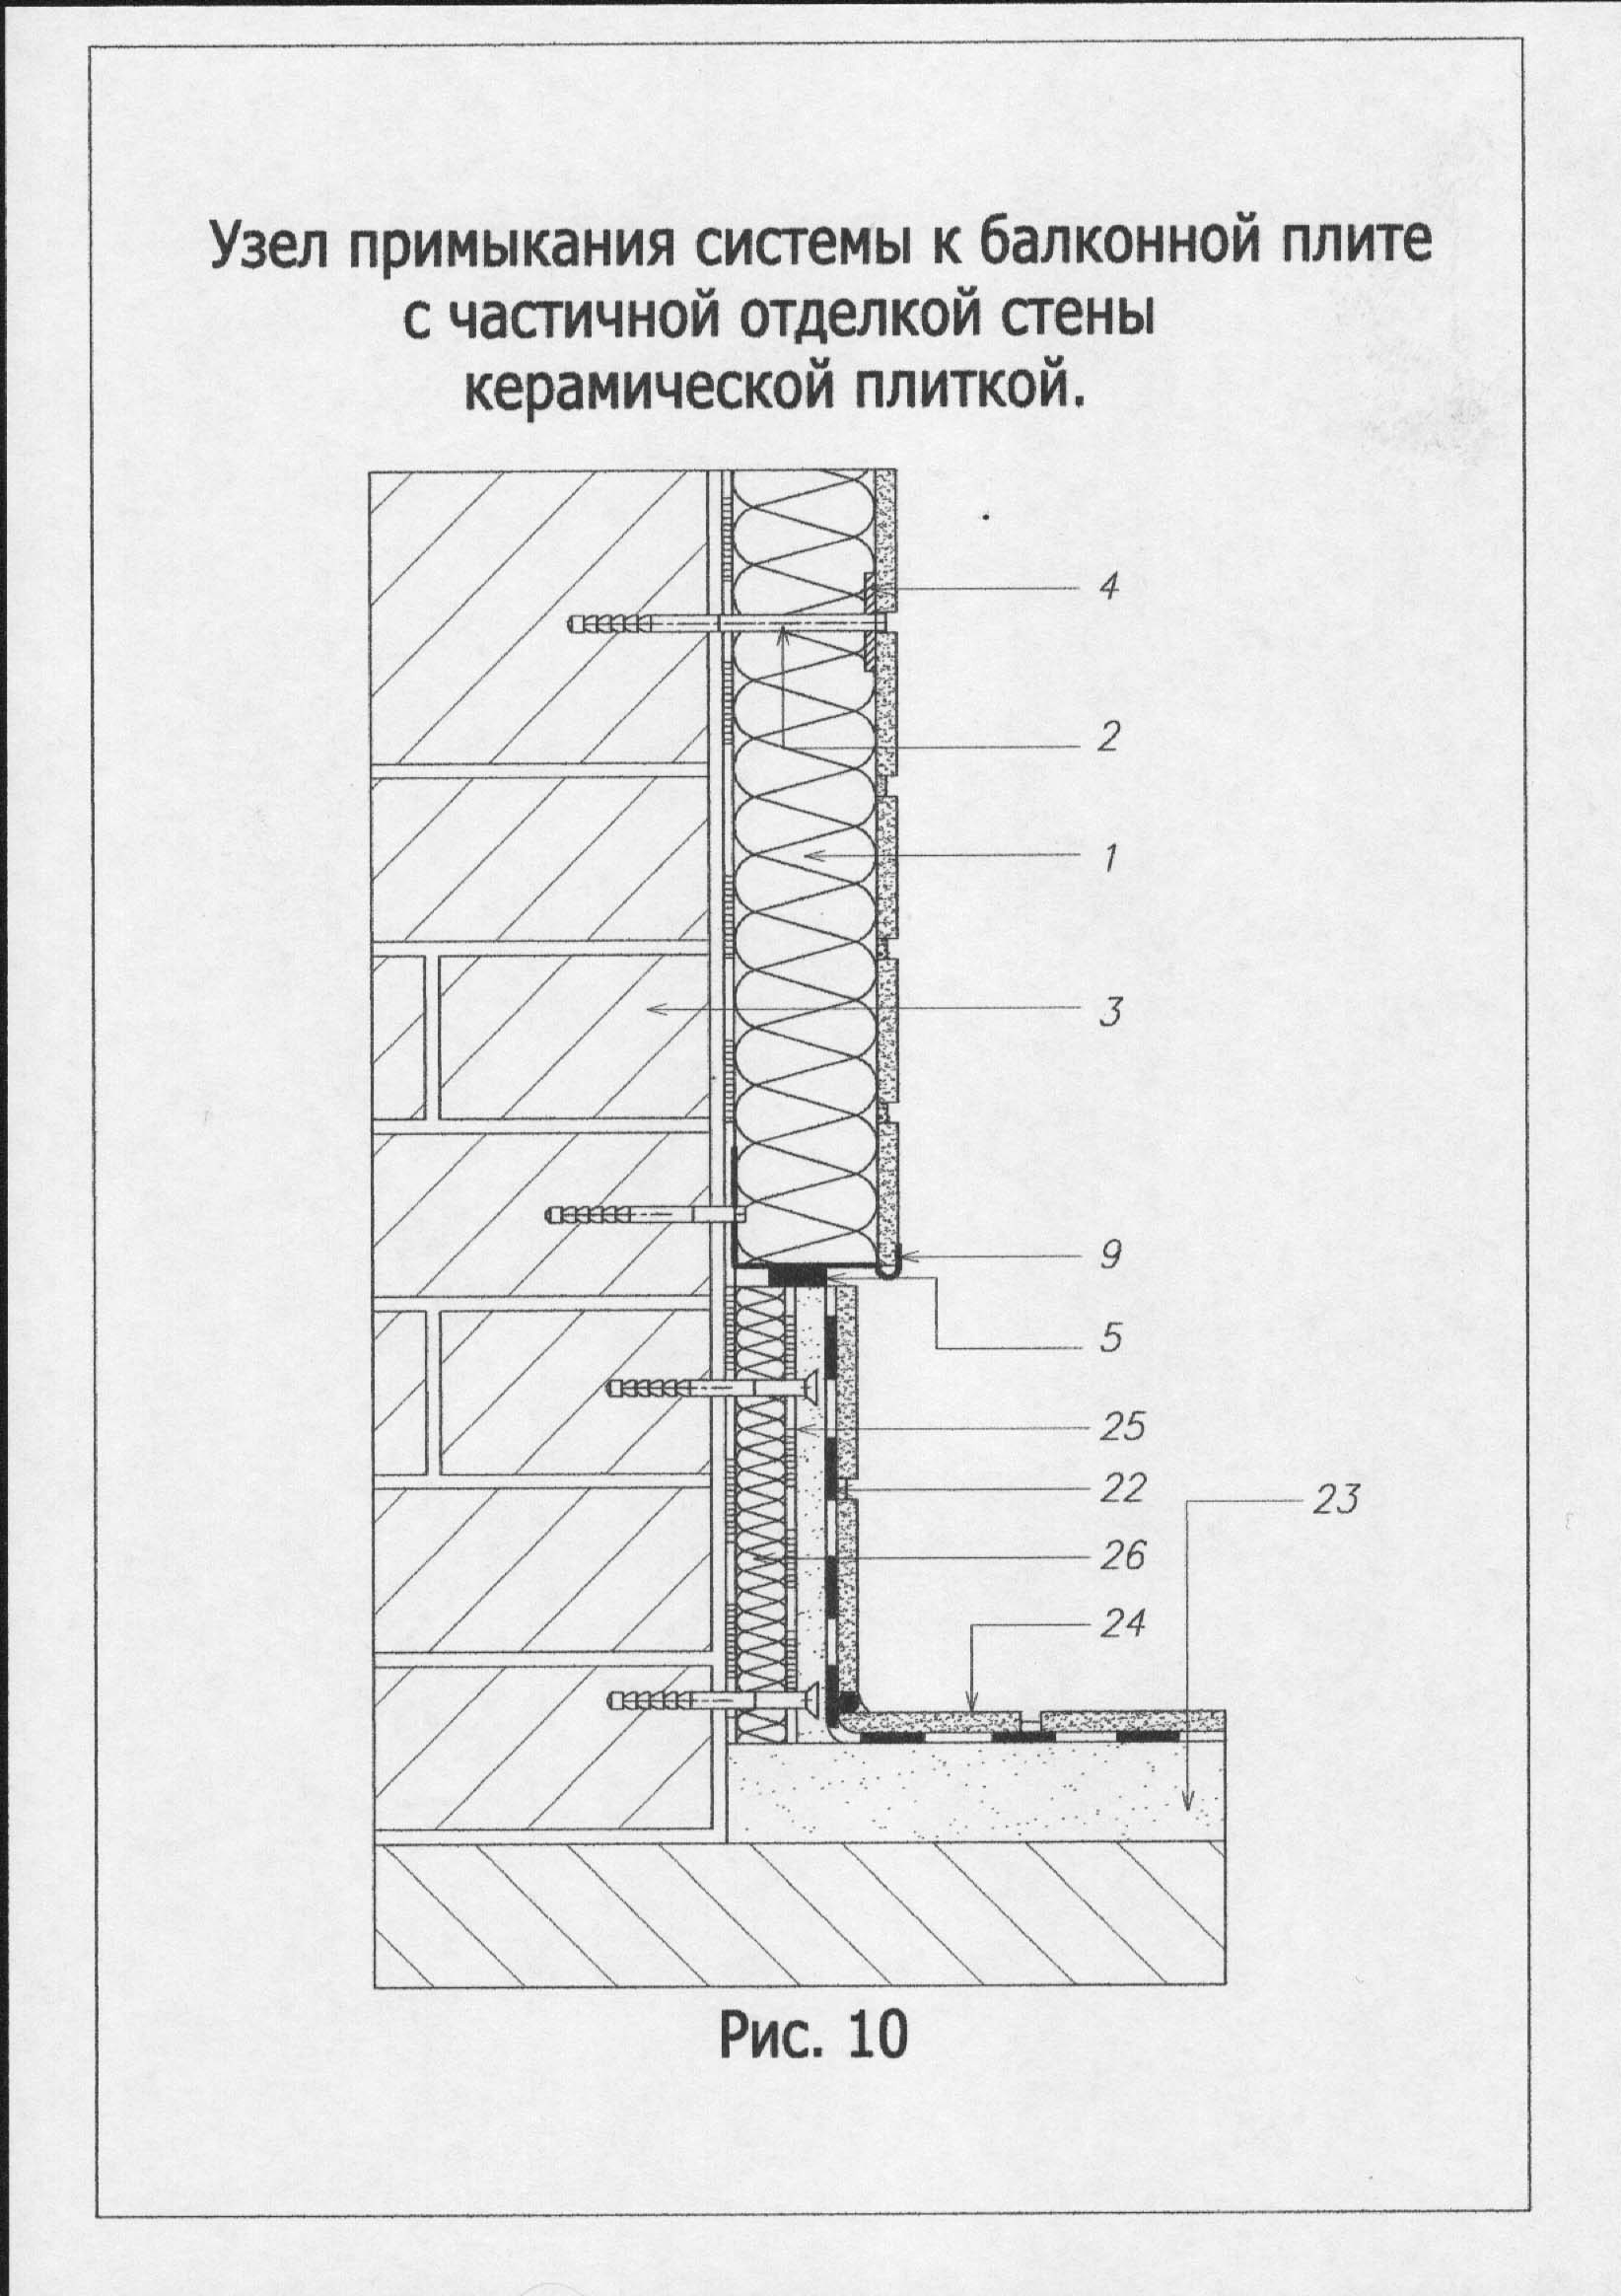 Узел примыкания системы к балконной плите
с частичной отделкой стены
керамической плиткой.
4
2
1
3
9
5
25
22
23
26
24
Рис. 10